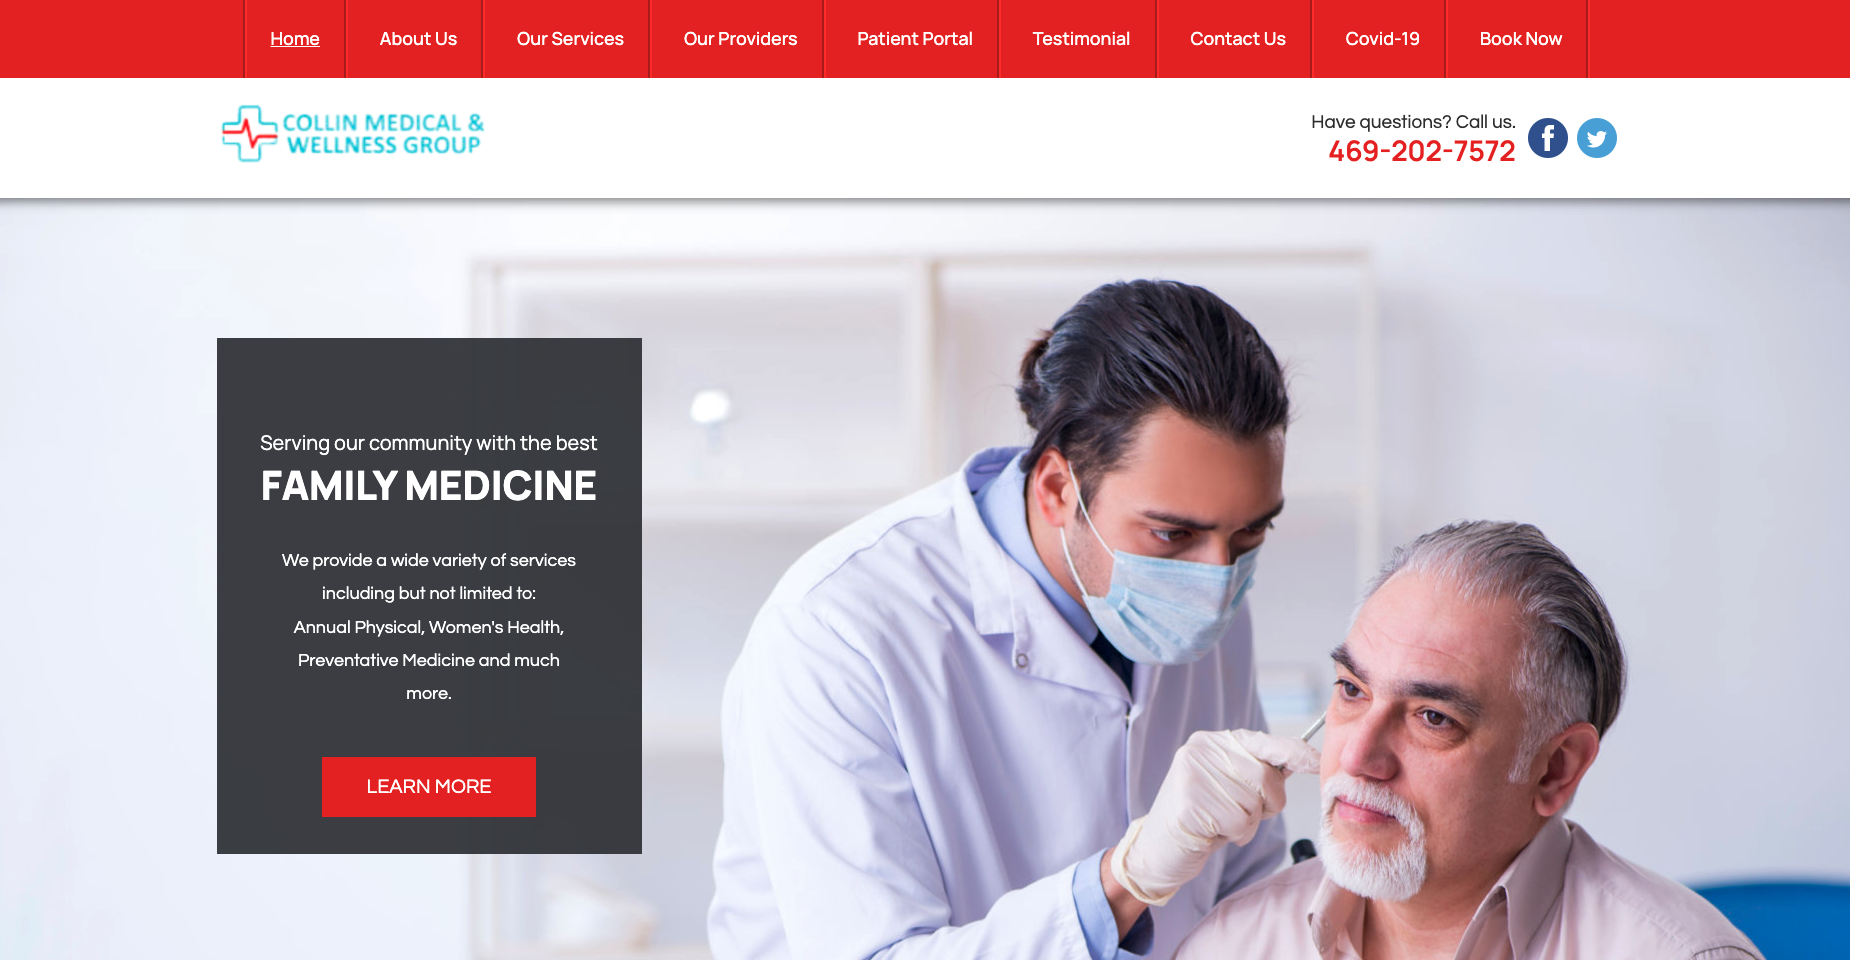 Home
About Us
Our Services
Our Providers
Patient Portal
Testimonial
Contact Us
Covid-19
Book Now
COLLIN MEDICAL &
WELLNESS GROUP
Have questions? Call us.
469-202-7572
Serving our community with the best
FAMILY MEDICINE
We provide a wide variety of services
including but not limited to:
Annual Physical, Women's Health,
Preventative Medicine and much
more.
LEARN MORE